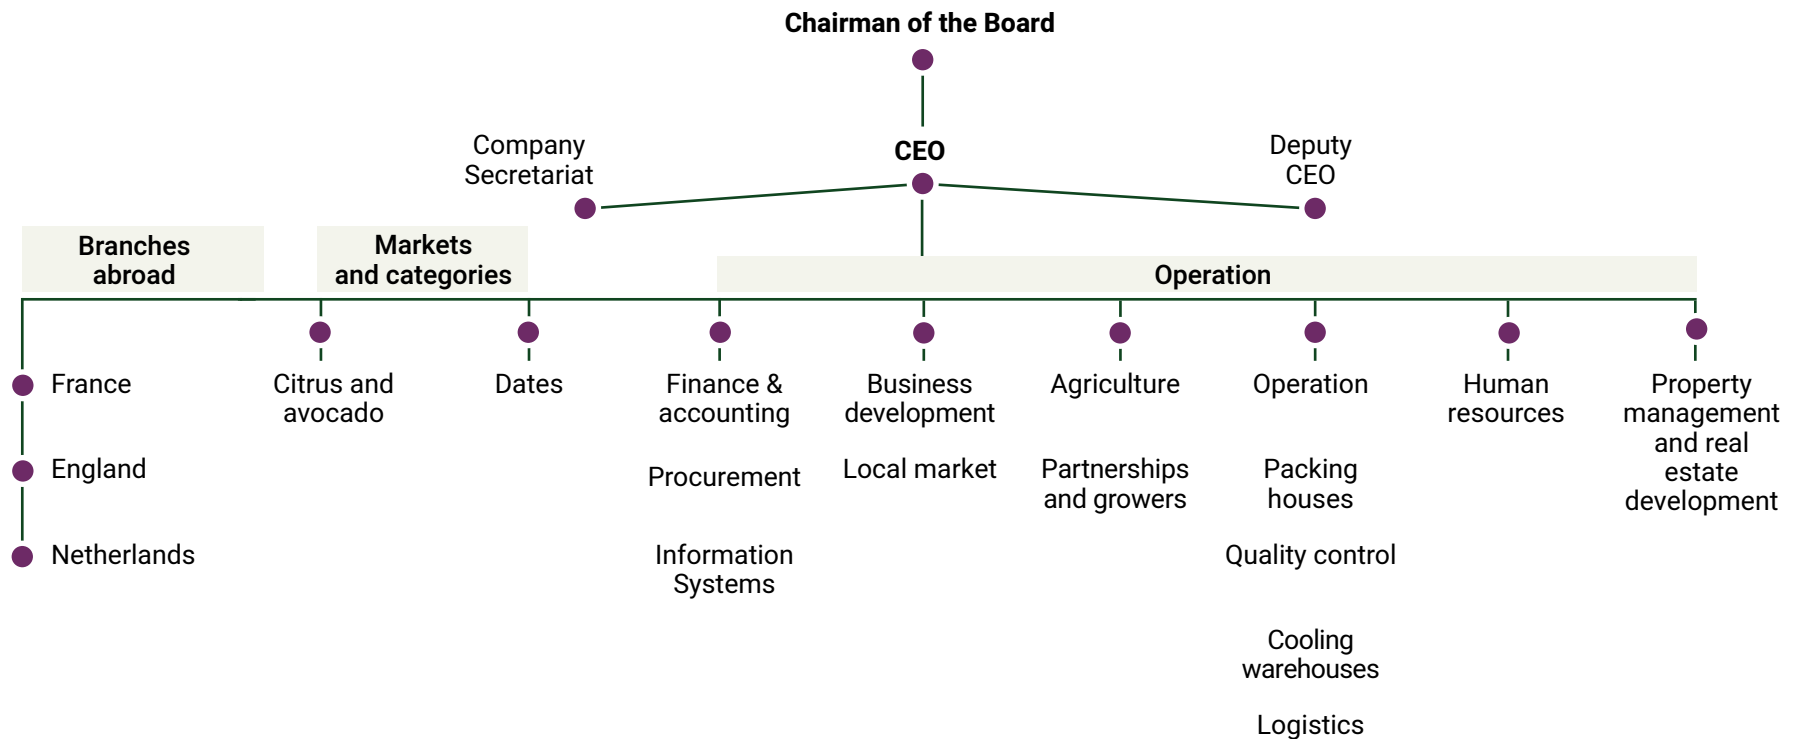 Chairman of the Board
Company
Secretariat
CEO
Deputy
CEO
Branches
abroad
Markets
and categories
Operation
France
England
Netherlands
Citrus and
avocado
Dates
Finance &
accounting
Procurement
Information
Systems
Business
development
Local market
Agriculture
Partnerships
and growers
Operation
Packing
houses
Quality control
Cooling
warehouses
Logistics
Human
resources
Property
management
and real
estate
development